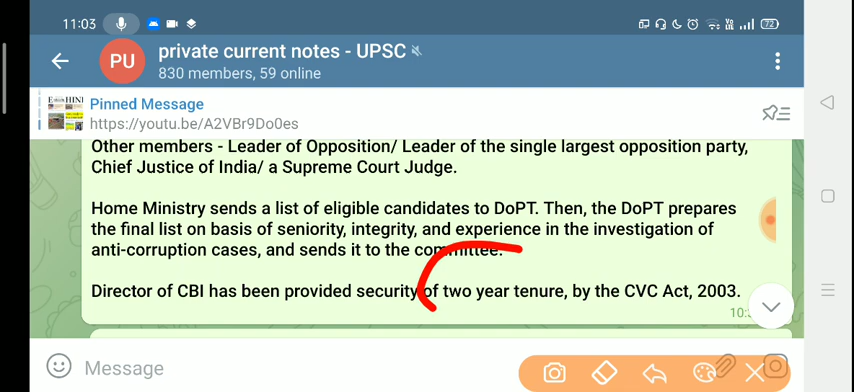 11:03
72
PU
private current notes - UPSC
830 members, 59 online
Pinned Message
https://youtu.be/A2VBr9Do0es
Other members - Leader of Opposition/ Leader of the single largest opposition party,
Chief Justice of India/ a Supreme Court Judge.
Home Ministry sends a list of eligible candidates to DoPT. Then, the DoPT prepares
the final list on basis of seniority, integrity, and experience in the investigation of
anti-corruption cases, and sends it to the committee.
Director of CBI has been provided security of two year tenure, by the CVC Act, 2003.
Message